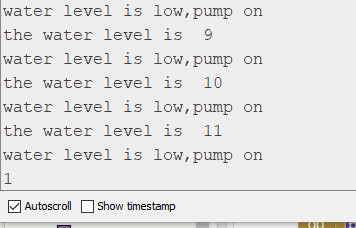 water level is low,pump on
the water level is  9
water level is low,pump on
the water level is  10
water level is low,pump on
the water level is  11
water level is low,pump on
1
Autoscroll Show timestamp